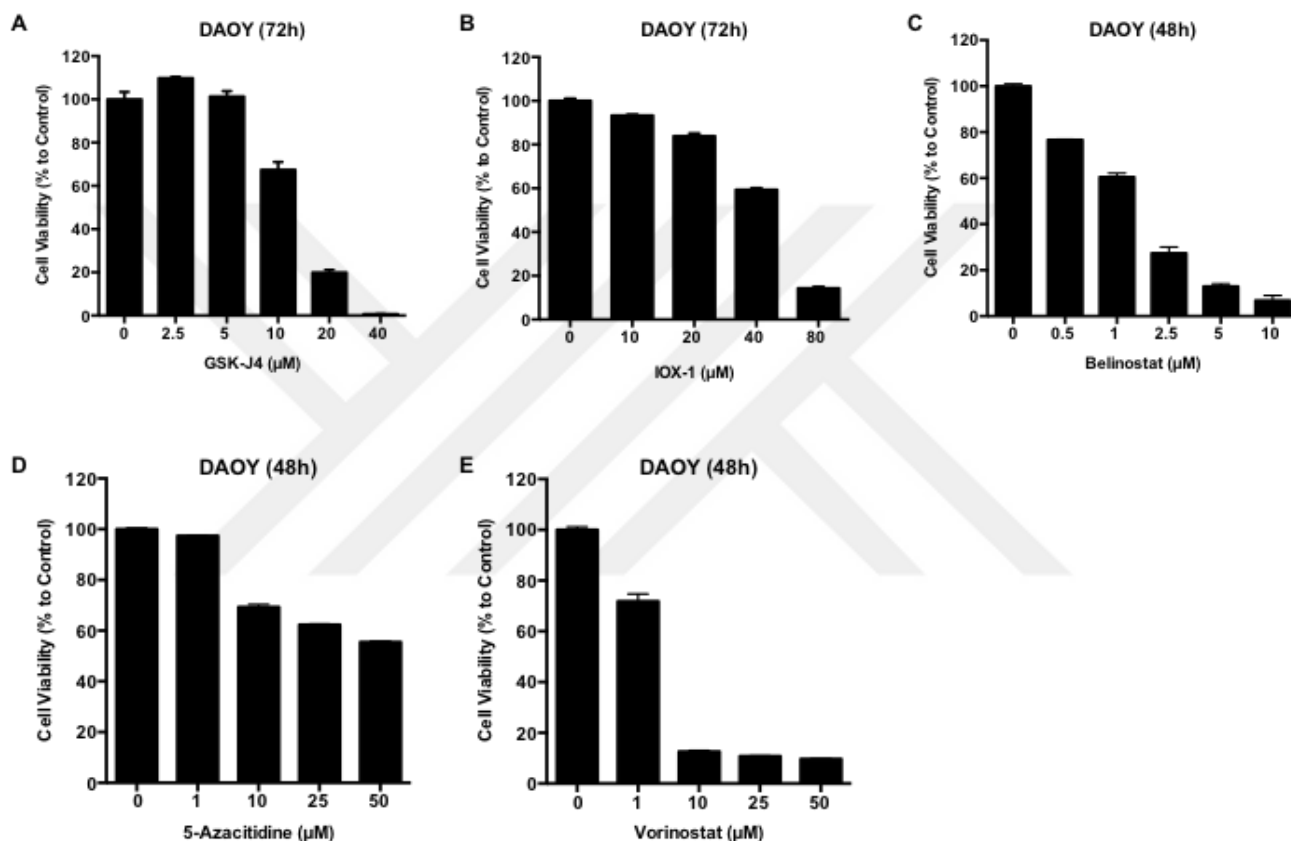 A
DAOY (72h)
Cell Viability (% to Control)
120
100
80
60
40
20
0
0 2.5 5 10 20 40
GSK-J4 (µM)
B
DAOY (72h)
Cell Viability (% to Control)
120
100
80
60
40
20
0
0 10 20 40 80
IOX-1 (µM)
C
DAOY (48h)
Cell Viability (% to Control)
120
100
80
60
40
20
0
0 0.5 1 2.5 5 10
Belinostat (µM)
D
DAOY (48h)
Cell Viability (% to Control)
120
100
80
60
40
20
0
0 1 10 25 50
5-Azacitidine (µM)
E
DAOY (48h)
Cell Viability (% to Control)
120
100
80
60
40
20
0
0 1 10 25 50
Vorinostat (µM)